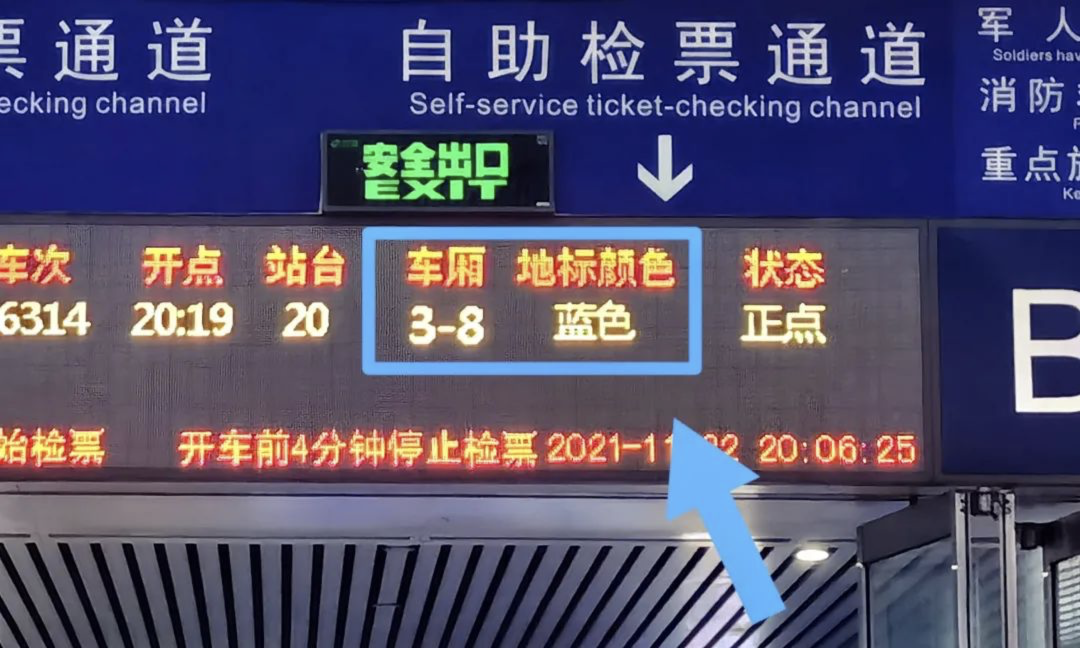 票通道
ecking channel
自助检票通道
Self-service ticket-checking channel
军人
Soldiers hav
消防
重点
Ke
安全出口
EXIT
车次 开点 站台 车厢 地标颜色 状态
6314 20:19 20 3-8 蓝色 正点
始检票 开车前4分钟停止检票 2021-11- 2 20:06:25
B